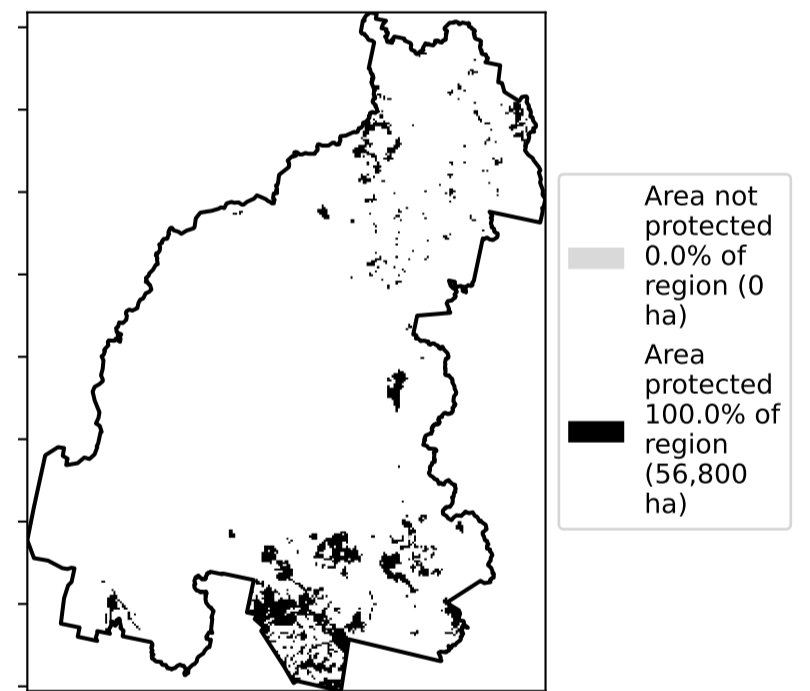 Area not
protected
0.0% of
region (0
ha)
Area
protected
100.0% of
region
(56,800
ha)